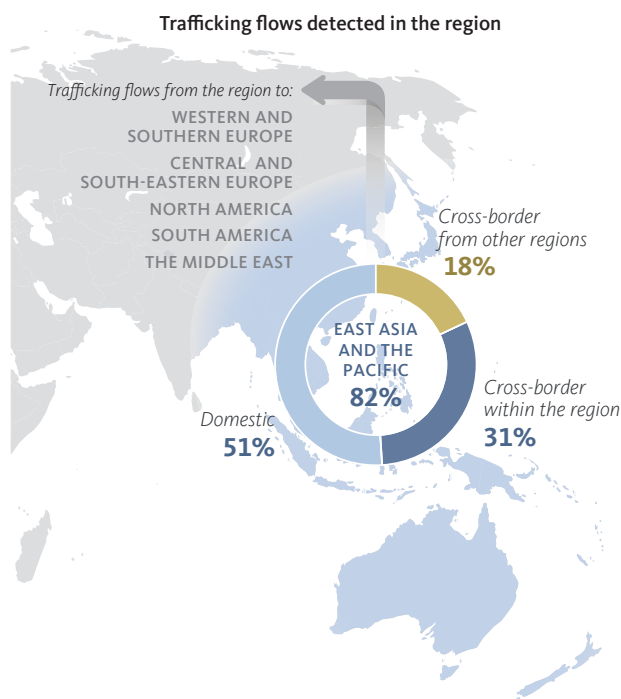 Trafficking flows detected in the region
Trafficking flows from the region to:
WESTERN AND
SOUTHERN EUROPE
CENTRAL AND
SOUTH-EASTERN EUROPE
NORTH AMERICA
SOUTH AMERICA
THE MIDDLE EAST
Cross-border
from other regions
18%
EAST ASIA
AND THE
PACIFIC
82%
Cross-border
within the region
31%
Domestic
51%